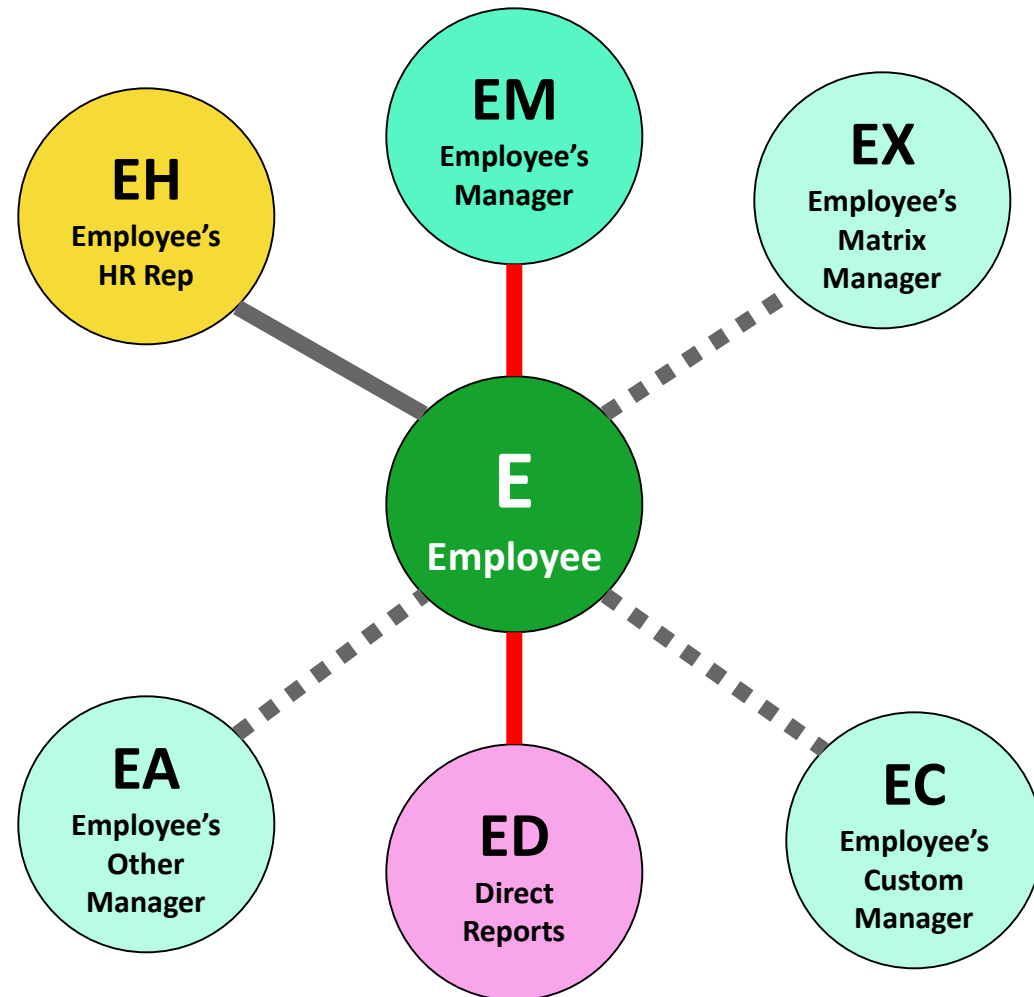 EM
Employee’s
Manager
EH
Employee’s
HR Rep
EX
Employee’s
Matrix
Manager
E
Employee
EA
Employee’s
Other
Manager
ED
Direct
Reports
EC
Employee’s
Custom
Manager